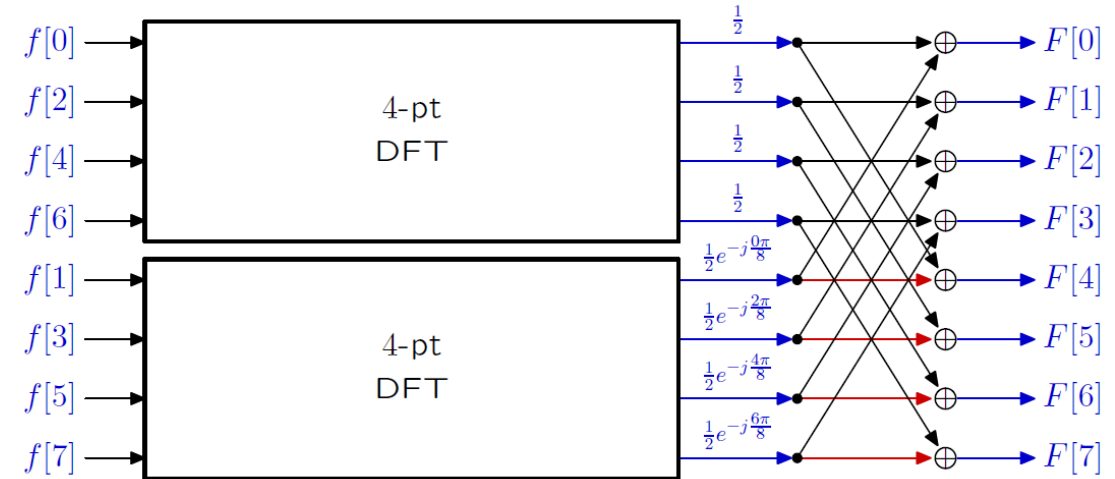 f[0] 1/2 F[0]
f[2] 1/2 F[1]
4-pt
DFT
f[4] 1/2 F[2]
f[6] 1/2 F[3]
f[1] 1/2 e^{-j 0π/8} F[4]
f[3] 1/2 e^{-j 2π/8} F[5]
4-pt
DFT
f[5] 1/2 e^{-j 4π/8} F[6]
f[7] 1/2 e^{-j 6π/8} F[7]